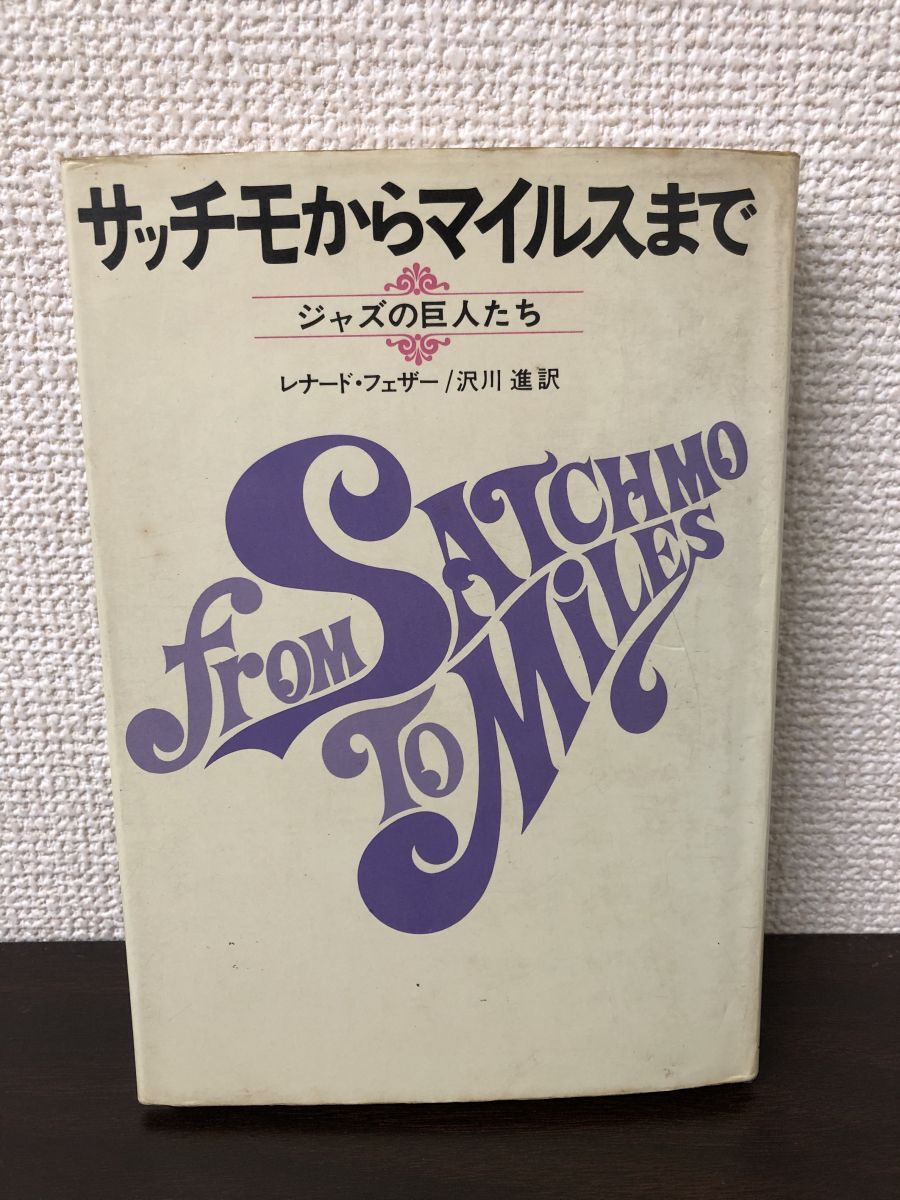 サッチモからマイルスまで
ジャズの巨人たち
レナード・フェザー/沢川 進訳
from SATCHMO
TO MiLES